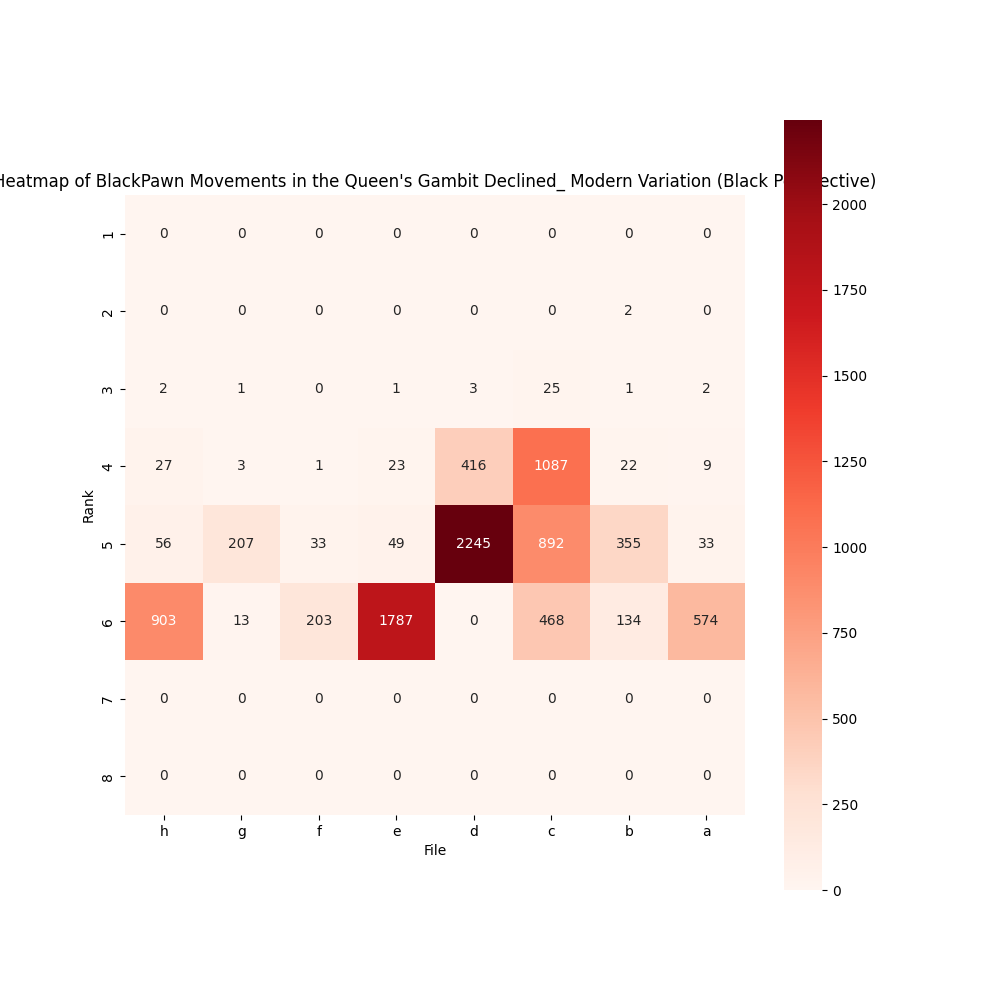 Heatmap of BlackPawn Movements in the Queen's Gambit Declined_ Modern Variation (Black P ective)
1 0 0 0 0 0 0 0 0
2 0 0 0 0 0 0 2 0
3 2 1 0 1 3 25 1 2
4 27 3 1 23 416 1087 22 9
5 56 207 33 49 2245 892 355 33
6 903 13 203 1787 0 468 134 574
7 0 0 0 0 0 0 0 0
8 0 0 0 0 0 0 0 0
h g f e d c b a
File
Rank
2000
1750
1500
1250
1000
750
500
250
0